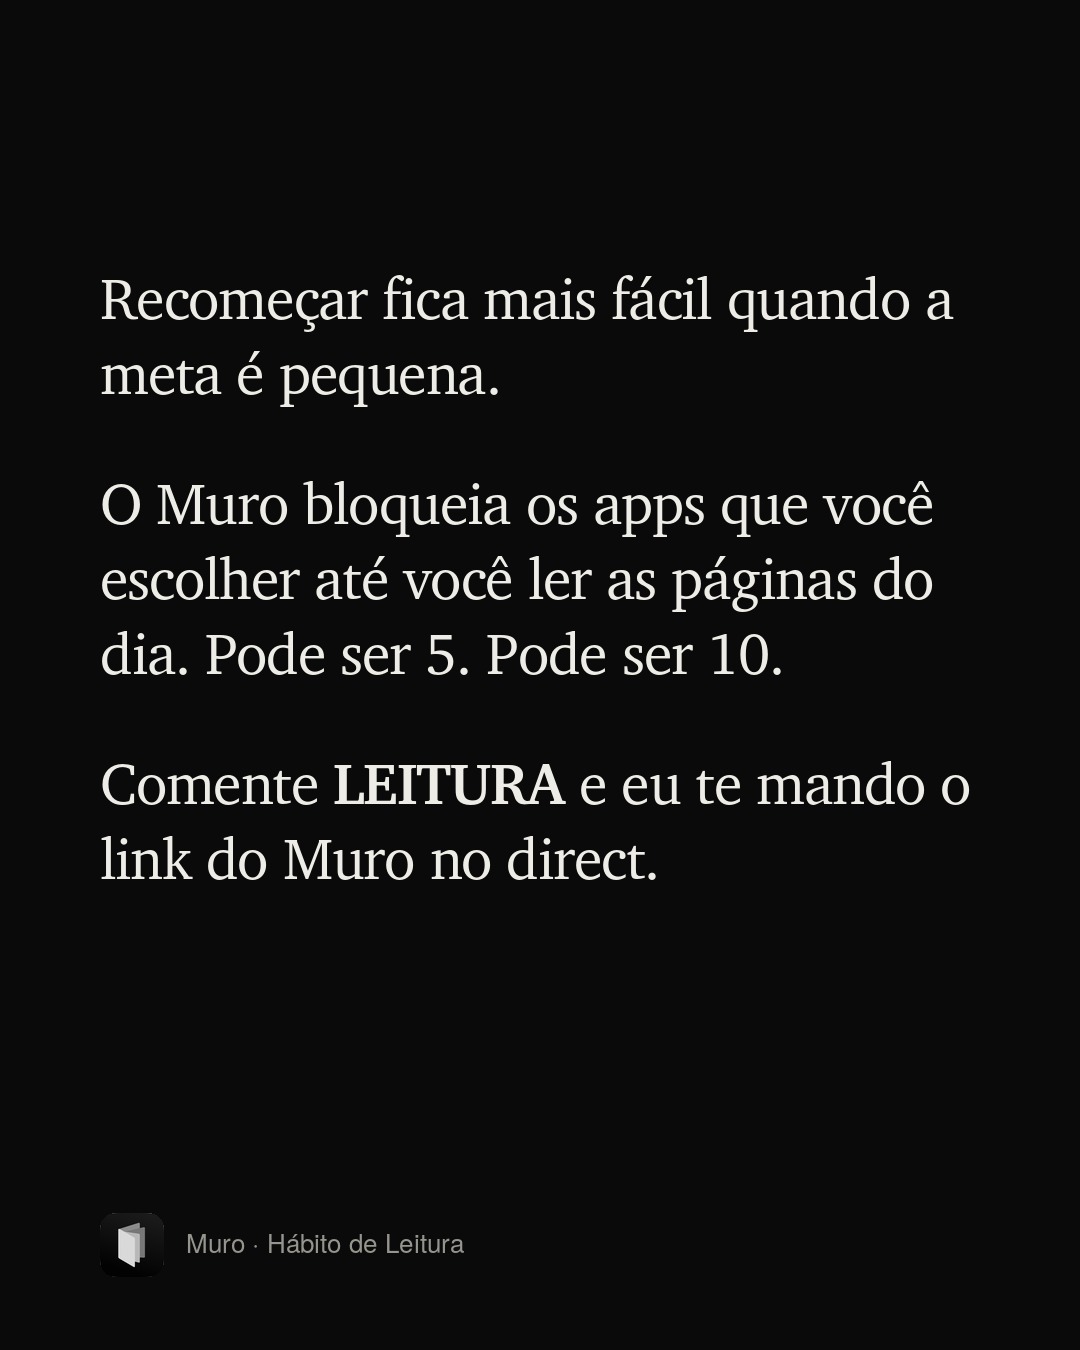 Recomeçar fica mais fácil quando a
meta é pequena.
O Muro bloqueia os apps que você
escolher até você ler as páginas do
dia. Pode ser 5. Pode ser 10.
Comente LEITURA e eu te mando o
link do Muro no direct.
Muro · Hábito de Leitura